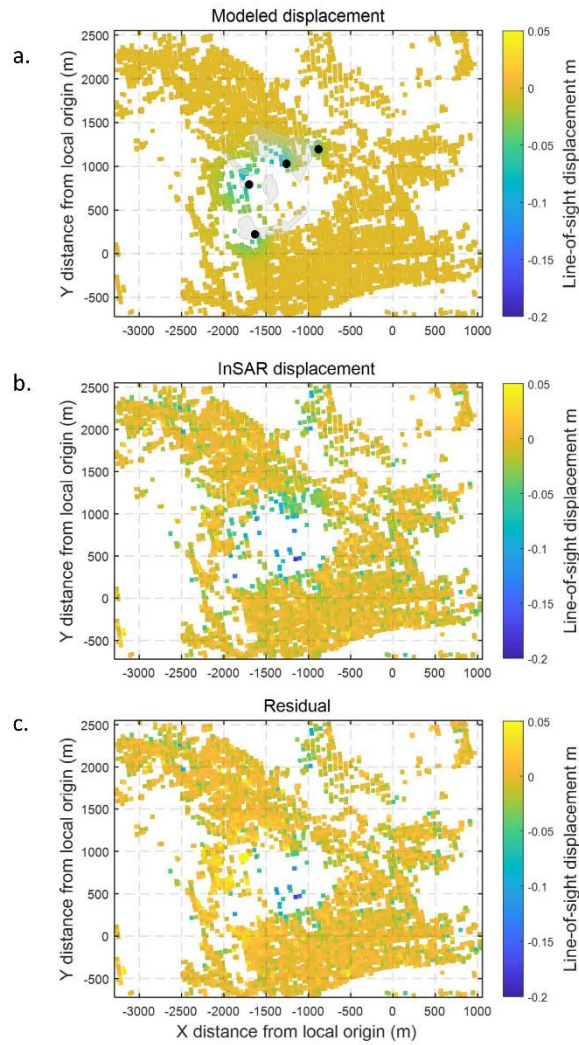 Modeled displacement
a.
2500
2000
1500
1000
500
0
-500
Y distance from local origin (m)
-3000 -2500 -2000 -1500 -1000 -500 0 500 1000
0.05
0
-0.05
-0.1
-0.15
-0.2
Line-of-sight displacement m
InSAR displacement
b.
2500
2000
1500
1000
500
0
-500
Y distance from local origin (m)
-3000 -2500 -2000 -1500 -1000 -500 0 500 1000
0.05
0
-0.05
-0.1
-0.15
-0.2
Line-of-sight displacement m
Residual
c.
2500
2000
1500
1000
500
0
-500
Y distance from local origin (m)
-3000 -2500 -2000 -1500 -1000 -500 0 500 1000
X distance from local origin (m)
0.05
0
-0.05
-0.1
-0.15
-0.2
Line-of-sight displacement m